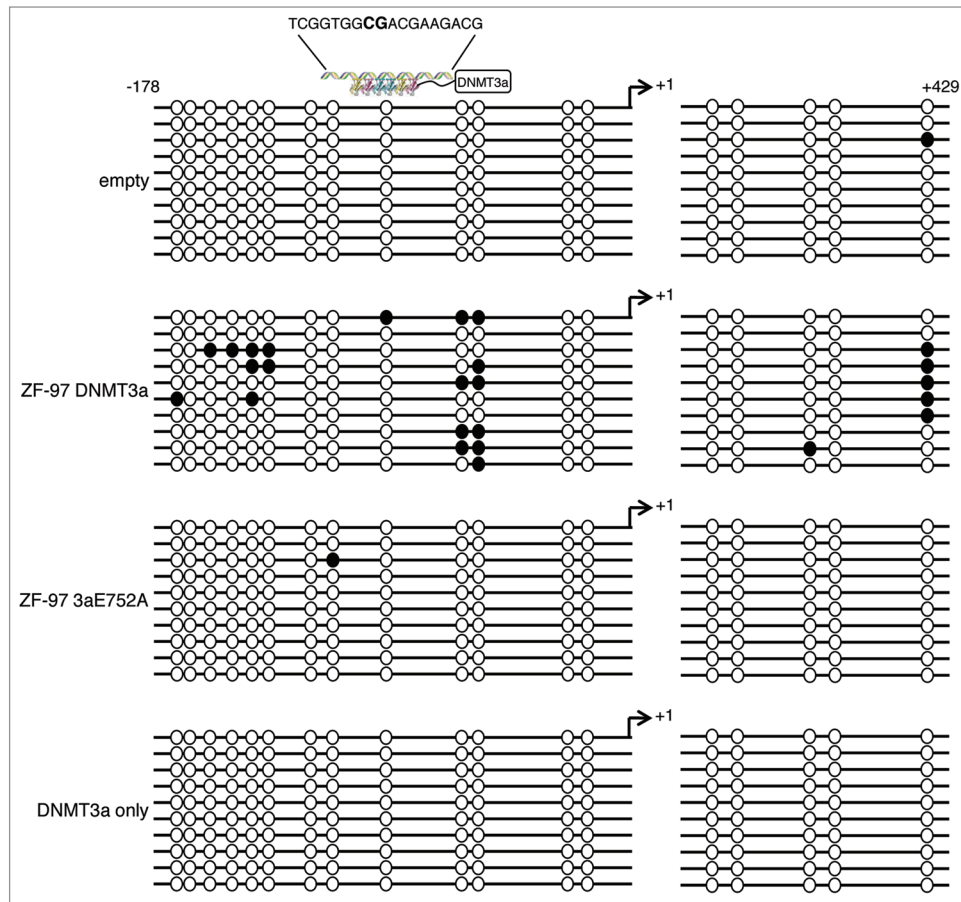 TCGGTGGCGACGAAGACG
DNMT3a
-178
+1
+429
empty
+1
ZF-97 DNMT3a
+1
ZF-97 3aE752A
+1
DNMT3a only